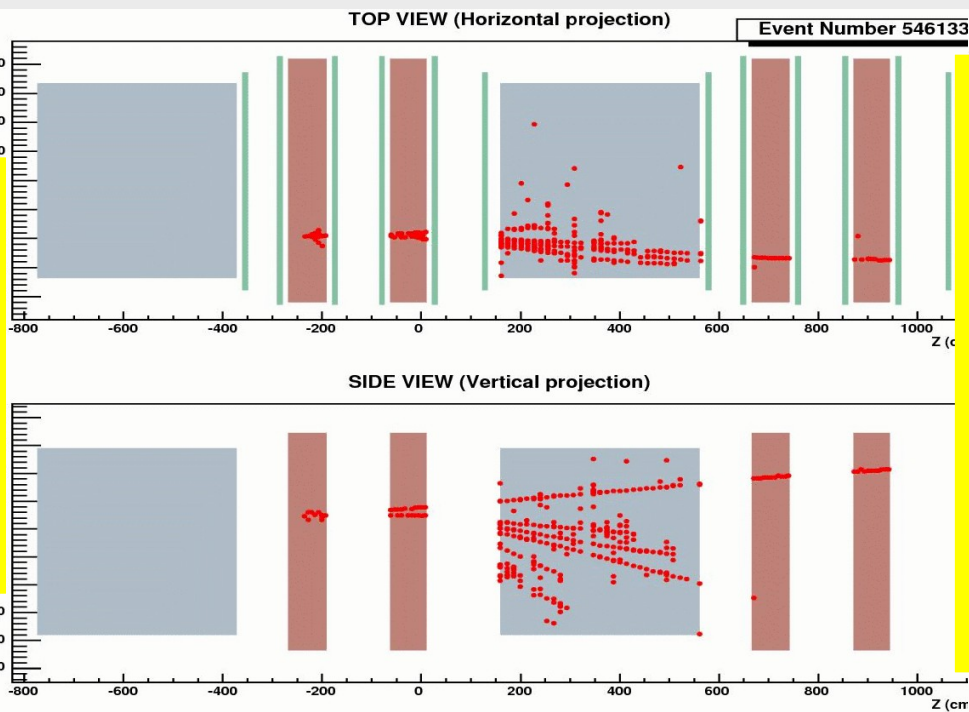 TOP VIEW (Horizontal projection)
Event Number 546133
-800 -600 -400 -200 0 200 400 600 800 1000
Z (c
SIDE VIEW (Vertical projection)
-800 -600 -400 -200 0 200 400 600 800 1000
Z (cm